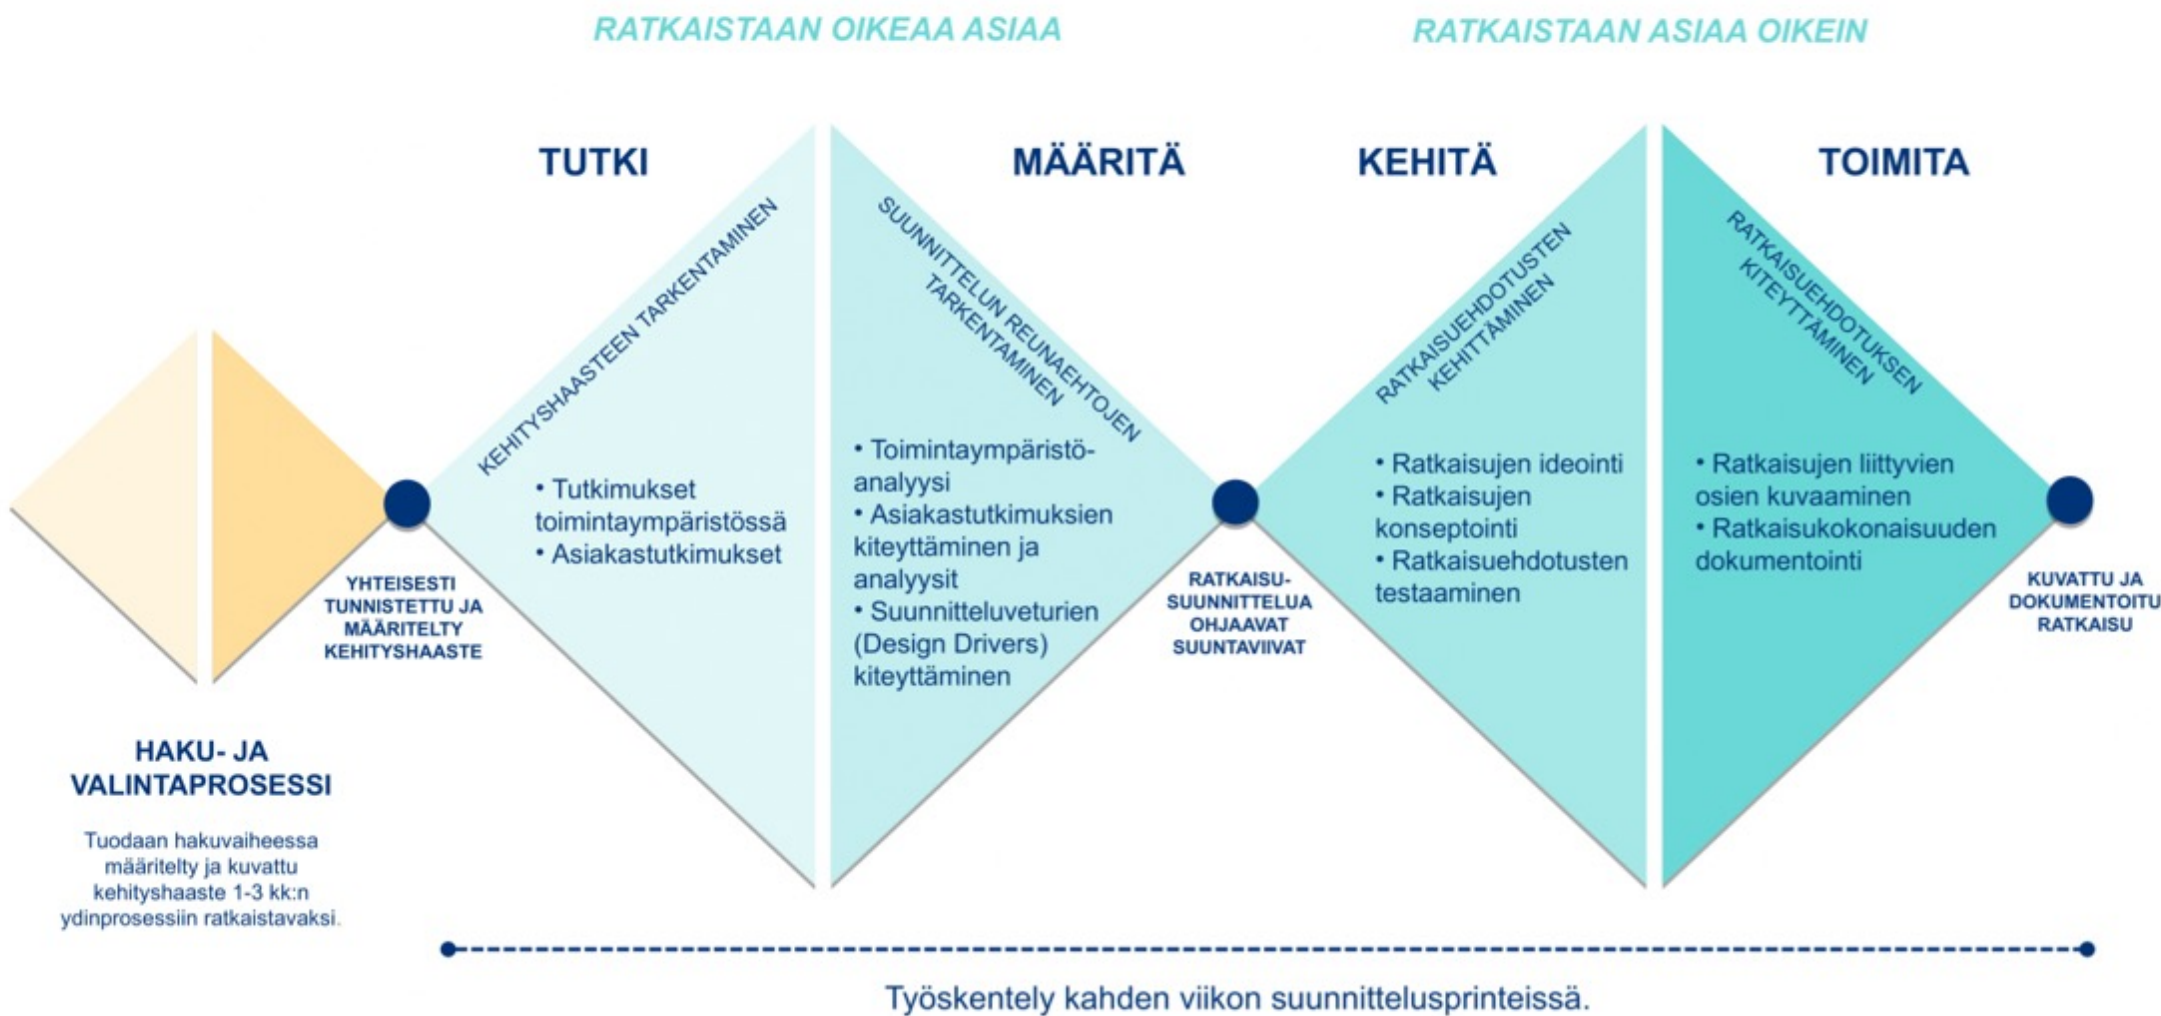 RATKAISTAAN OIKEAA ASIAA
RATKAISTAAN ASIAA OIKEIN
TUTKI
MÄÄRITÄ
KEHITÄ
TOIMITA
HAKU- JA
VALINTAPROSESSI
Tuodaan hakuvaiheessa
määritelty ja kuvattu
kehityshaaste 1-3 kk:n
ydinprosessiin ratkaistavaksi.
YHTEISESTI
TUNNISTETTU JA
MÄÄRITELTY
KEHITYSHAASTE
KEHITYSHAASTEEN TARKENTAMINEN
• Tutkimukset
toimintaympäristössä
• Asiakastutkimukset
SUUNNITTELUN REUNAEHTOJEN
TARKENTAMINEN
• Toimintaympäristö-
analyysi
• Asiakastutkimuksien
kiteyttäminen ja
analyysit
• Suunnitteluveturien
(Design Drivers)
kiteyttäminen
RATKAISU-
SUUNNITTELUA
OHJAAVAT
SUUNTAVIIVAT
RATKAISUEHDOTUSTEN
KEHITTÄMINEN
• Ratkaisujen ideointi
• Ratkaisujen
konseptointi
• Ratkaisuehdotusten
testaaminen
RATKAISUEHDOTUKSEN
KITEYTTÄMINEN
• Ratkaisujen liittyvien
osien kuvaaminen
• Ratkaisukokonaisuuden
dokumentointi
KUVATTU JA
DOKUMENTOITU
RATKAISU
Työskentely kahden viikon suunnittelusprinteissä.